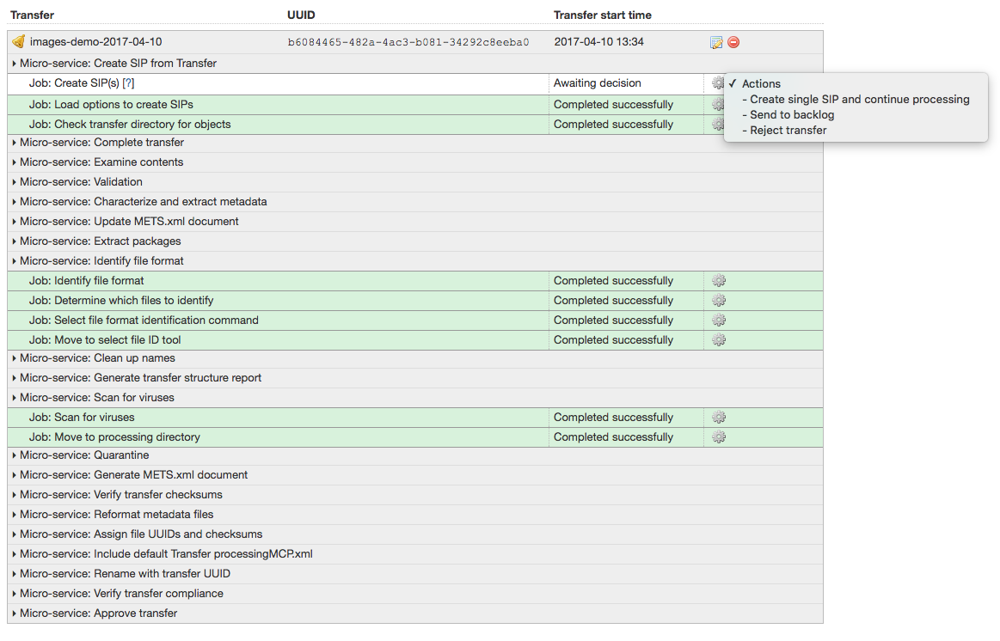 Transfer UUID Transfer start time
images-demo-2017-04-10 b6084465-482a-4ac3-b081-34292c8eeba0 2017-04-10 13:34
Micro-service: Create SIP from Transfer
Job: Create SIP(s) [?] Awaiting decision ✓ Actions
- Create single SIP and continue processing
Job: Load options to create SIPs Completed successfully
- Send to backlog
Job: Check transfer directory for objects Completed successfully
- Reject transfer
Micro-service: Complete transfer
Micro-service: Examine contents
Micro-service: Validation
Micro-service: Characterize and extract metadata
Micro-service: Update METS.xml document
Micro-service: Extract packages
Micro-service: Identify file format
Job: Identify file format Completed successfully
Job: Determine which files to identify Completed successfully
Job: Select file format identification command Completed successfully
Job: Move to select file ID tool Completed successfully
Micro-service: Clean up names
Micro-service: Generate transfer structure report
Micro-service: Scan for viruses
Job: Scan for viruses Completed successfully
Job: Move to processing directory Completed successfully
Micro-service: Quarantine
Micro-service: Generate METS.xml document
Micro-service: Verify transfer checksums
Micro-service: Reformat metadata files
Micro-service: Assign file UUIDs and checksums
Micro-service: Include default Transfer processingMCP.xml
Micro-service: Rename with transfer UUID
Micro-service: Verify transfer compliance
Micro-service: Approve transfer